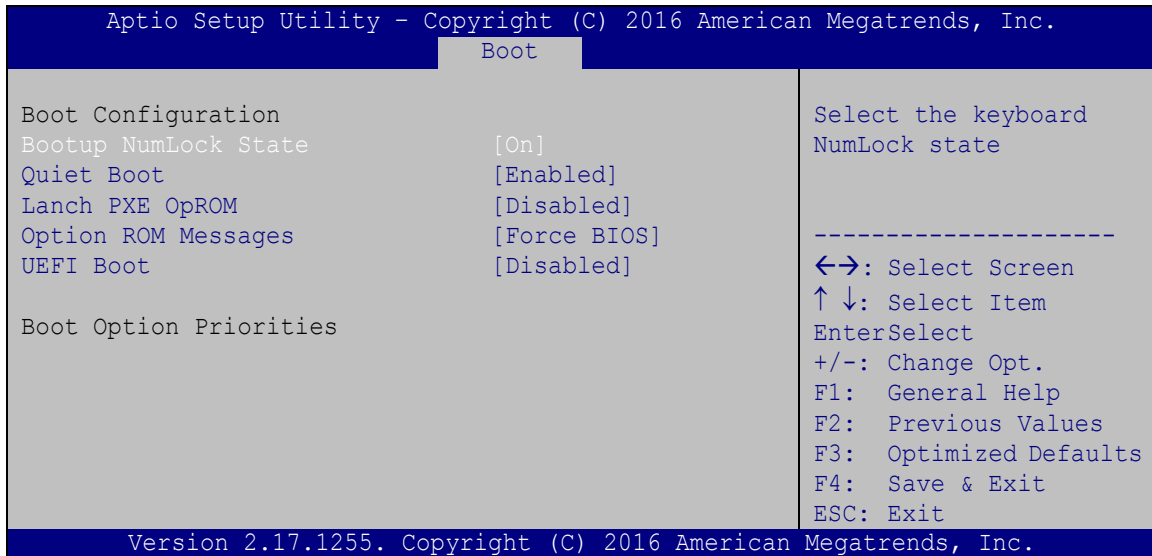 Aptio Setup Utility – Copyright (C) 2016 American Megatrends, Inc.
Boot
Boot Configuration
Bootup NumLock State [On]
Quiet Boot [Enabled]
Lanch PXE OpROM [Disabled]
Option ROM Messages [Force BIOS]
UEFI Boot [Disabled]
Boot Option Priorities
Select the keyboard
NumLock state
---------------------
←→: Select Screen
↑ ↓: Select Item
EnterSelect
+/-: Change Opt.
F1: General Help
F2: Previous Values
F3: Optimized Defaults
F4: Save & Exit
ESC: Exit
Version 2.17.1255. Copyright (C) 2016 American Megatrends, Inc.